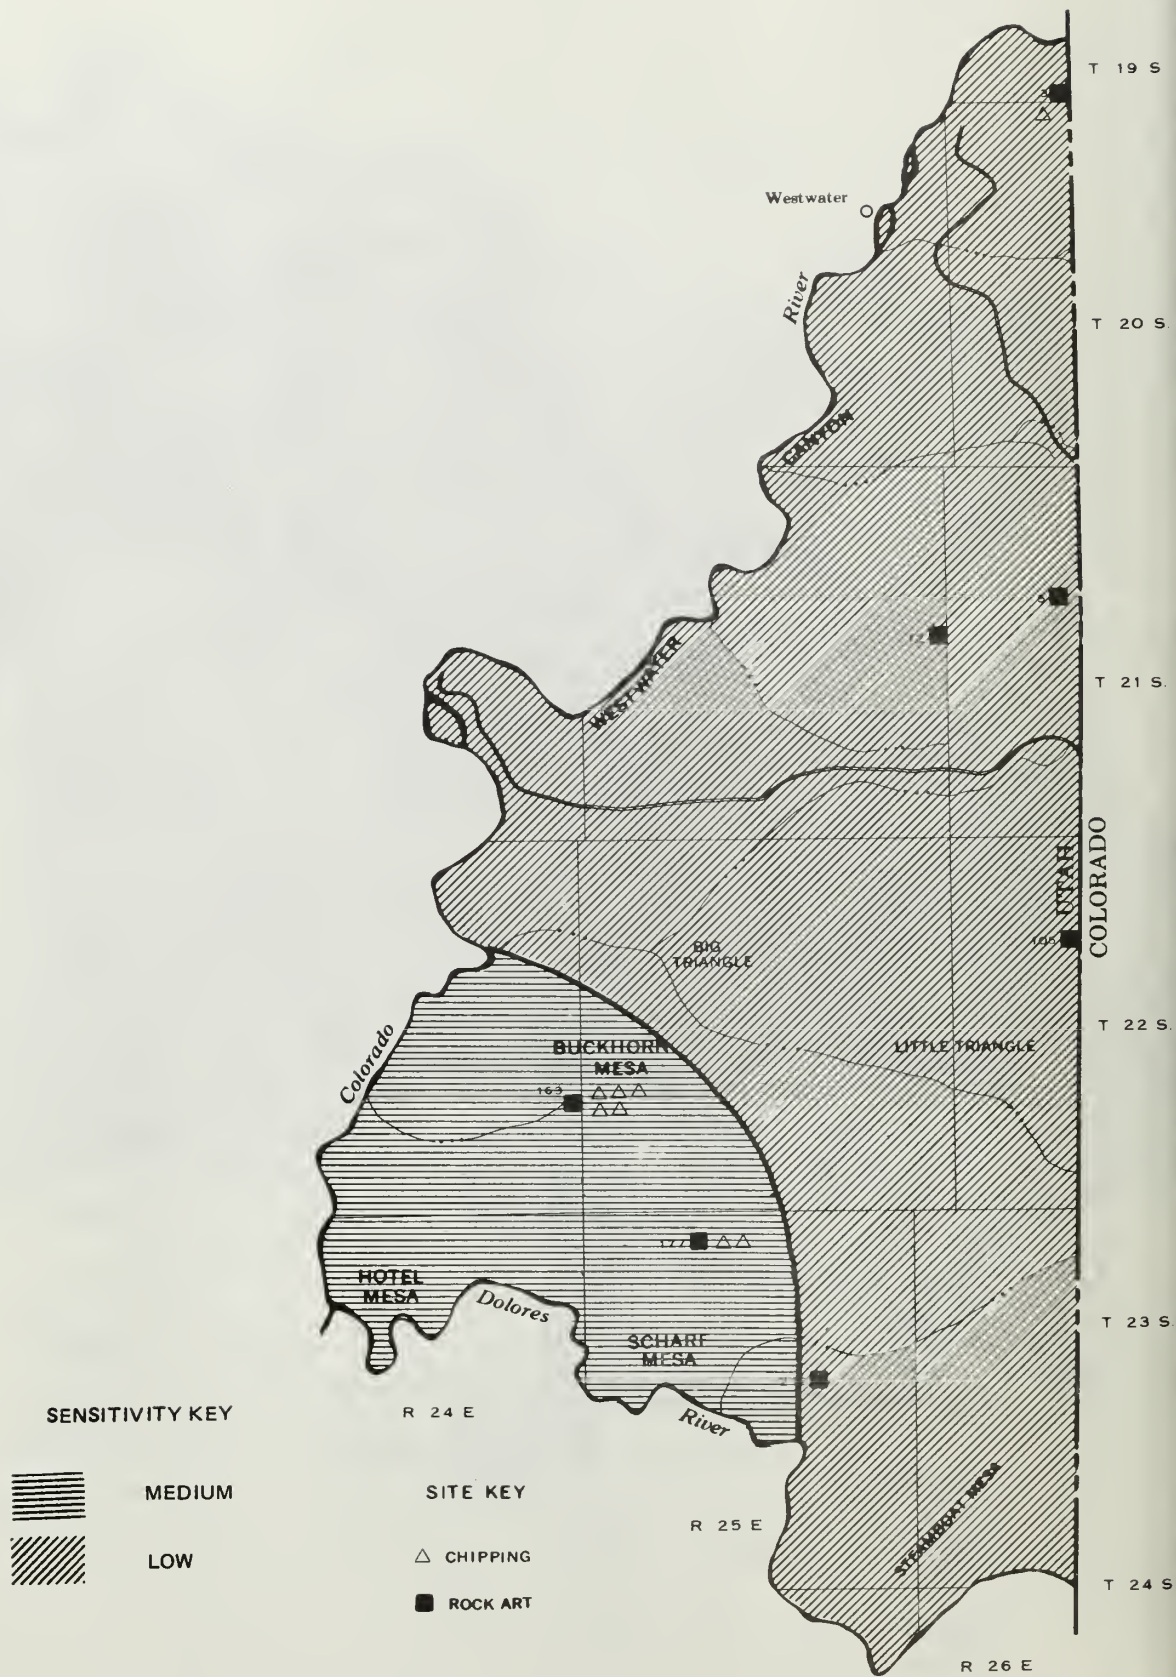 T 19 S
Westwater
River
T 20 S.
CANYON
WESTWATER
T 21 S.
UTAH
COLORADO
BIG
TRIANGLE
T 22 S.
LITTLE TRIANGLE
BUCKHORN
MESA
Colorado
163
177
HOTEL
MESA
Dolores
T 23 S.
SCHARF
MESA
River
SENSITIVITY KEY
R 24 E
MEDIUM
SITE KEY
R 25 E
STEAMBOAT MESA
LOW
CHIPPING
T 24 S
ROCK ART
R 26 E